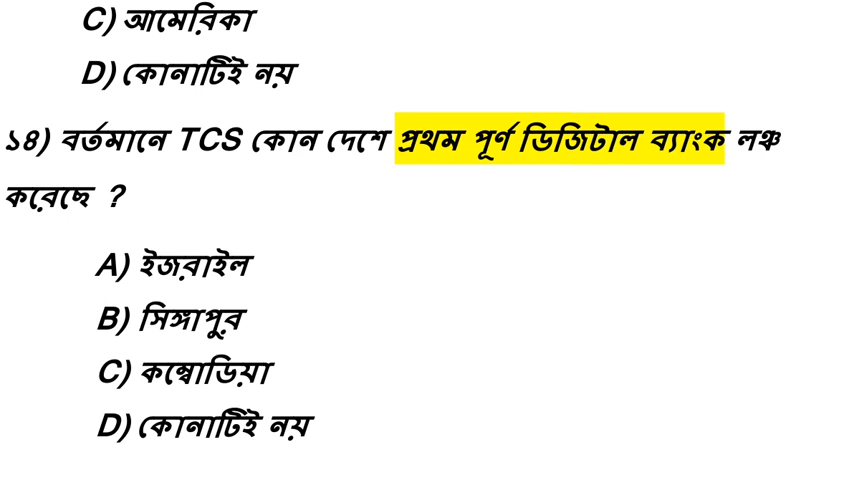 C) আমেরিকা
D) কোনাটিই নয়
১৪) বর্তমানে TCS কোন দেশে প্রথম পূর্ণ ডিজিটাল ব্যাংক লঞ্চ
করেছে ?
A) ইজরাইল
B) সিঙ্গাপুর
C) কম্বোডিয়া
D) কোনাটিই নয়